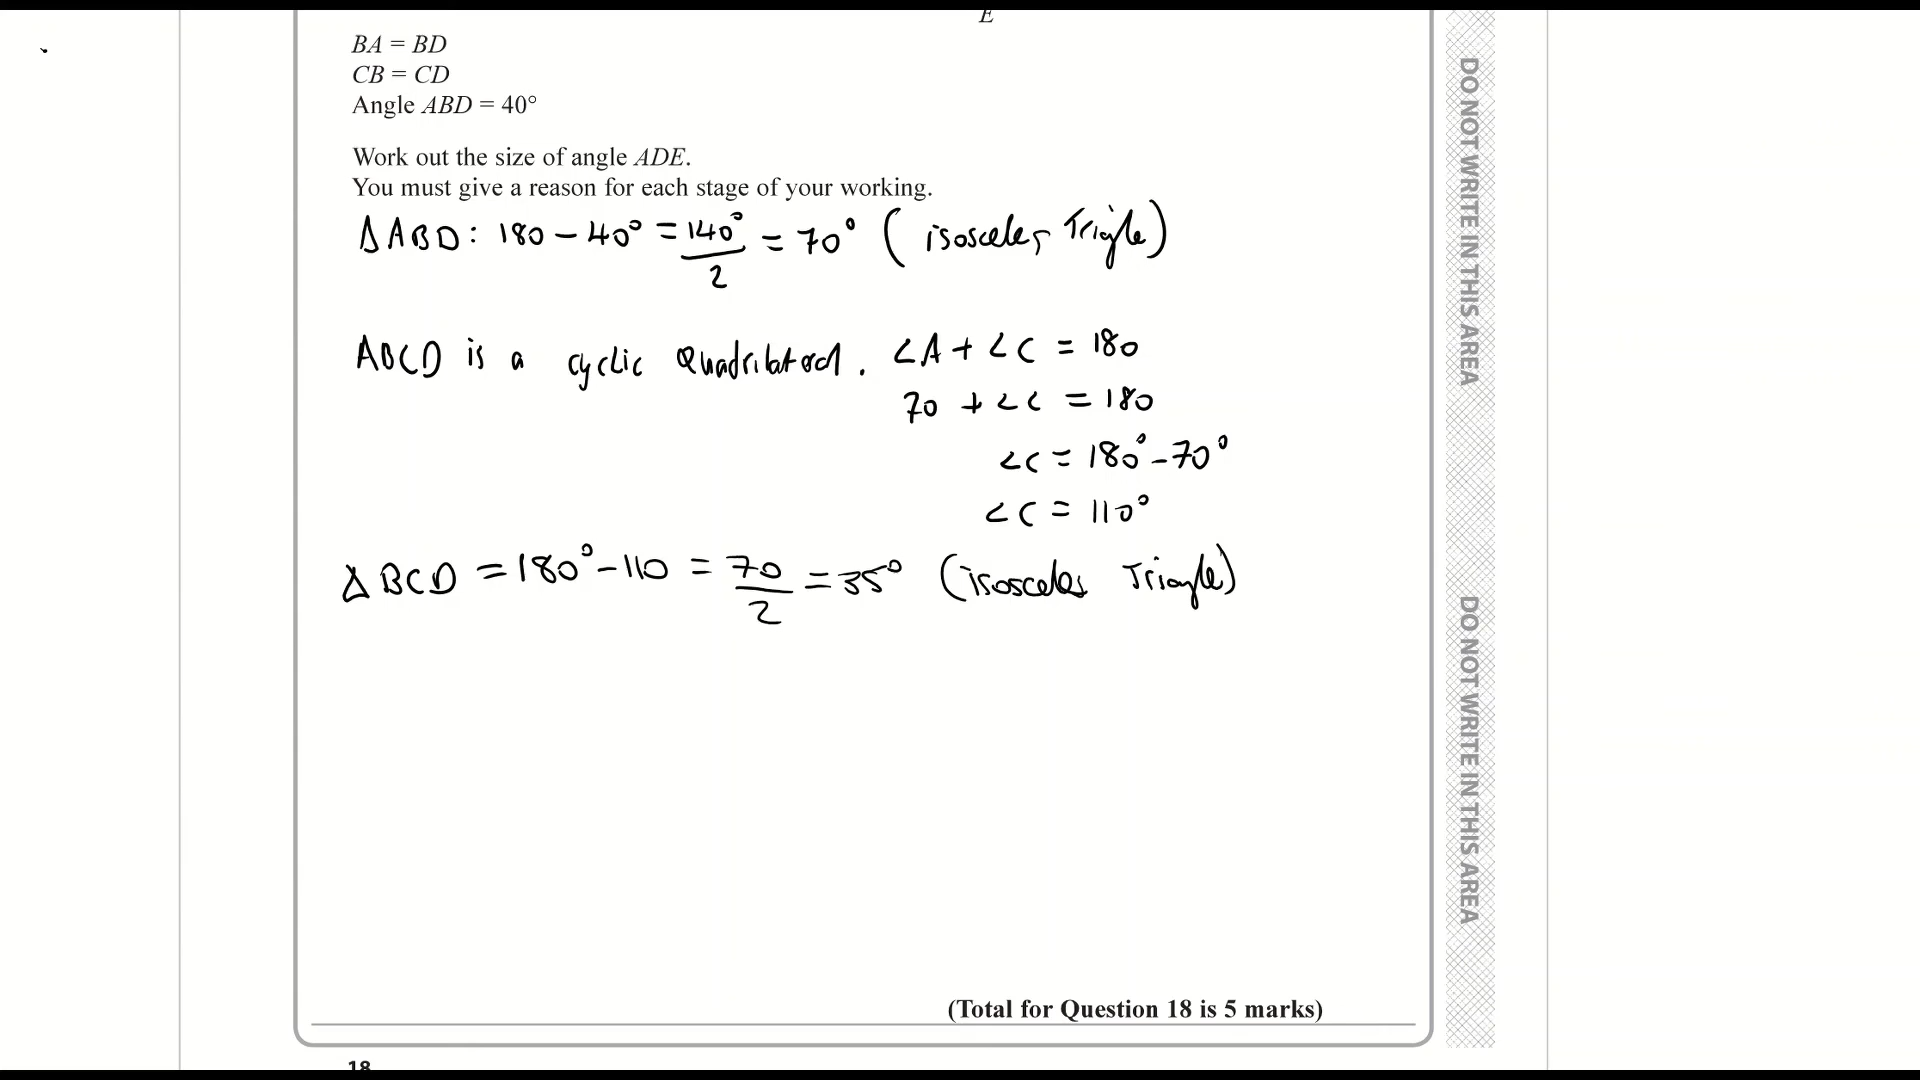 E
BA = BD
CB = CD
Angle ABD = 40°
Work out the size of angle ADE.
You must give a reason for each stage of your working.
ΔABD: 180 – 40° = 140°/2 = 70° (isosceles Triangle)
ABCD is a cyclic Quadrilateral. ∠A + ∠C = 180
70 + ∠C = 180
∠C = 180° – 70°
∠C = 110°
ΔBCD = 180° – 110 = 70/2 = 35° (isosceles Triangle)
(Total for Question 18 is 5 marks)
18
DO NOT WRITE IN THIS AREA
DO NOT WRITE IN THIS AREA